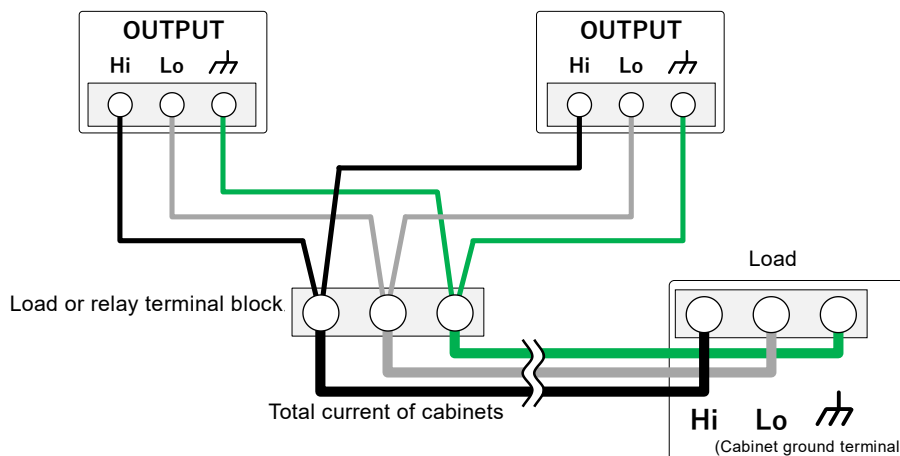 OUTPUT
Hi Lo
OUTPUT
Hi Lo
Load
Load or relay terminal block
Total current of cabinets
Hi Lo
(Cabinet ground terminal